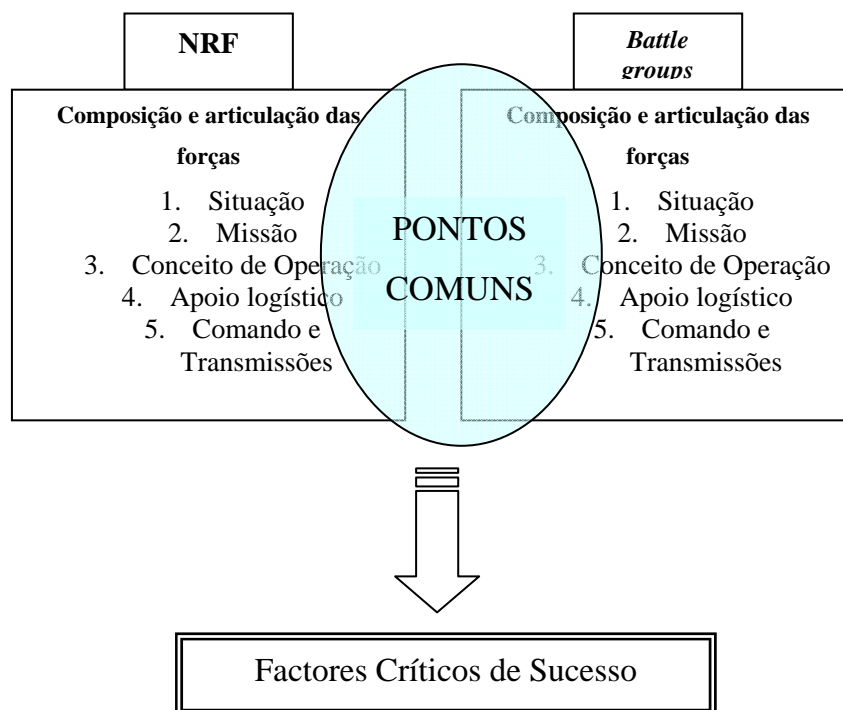 NRF
Composição e articulação das
forças
1. Situação
2. Missão
3. Conceito de Operação
4. Apoio logístico
5. Comando e
Transmissões
PONTOS
COMUNS
Battle
groups
Composição e articulação das
forças
1. Situação
2. Missão
3. Conceito de Operação
4. Apoio logístico
5. Comando e
Transmissões
Factores Críticos de Sucesso